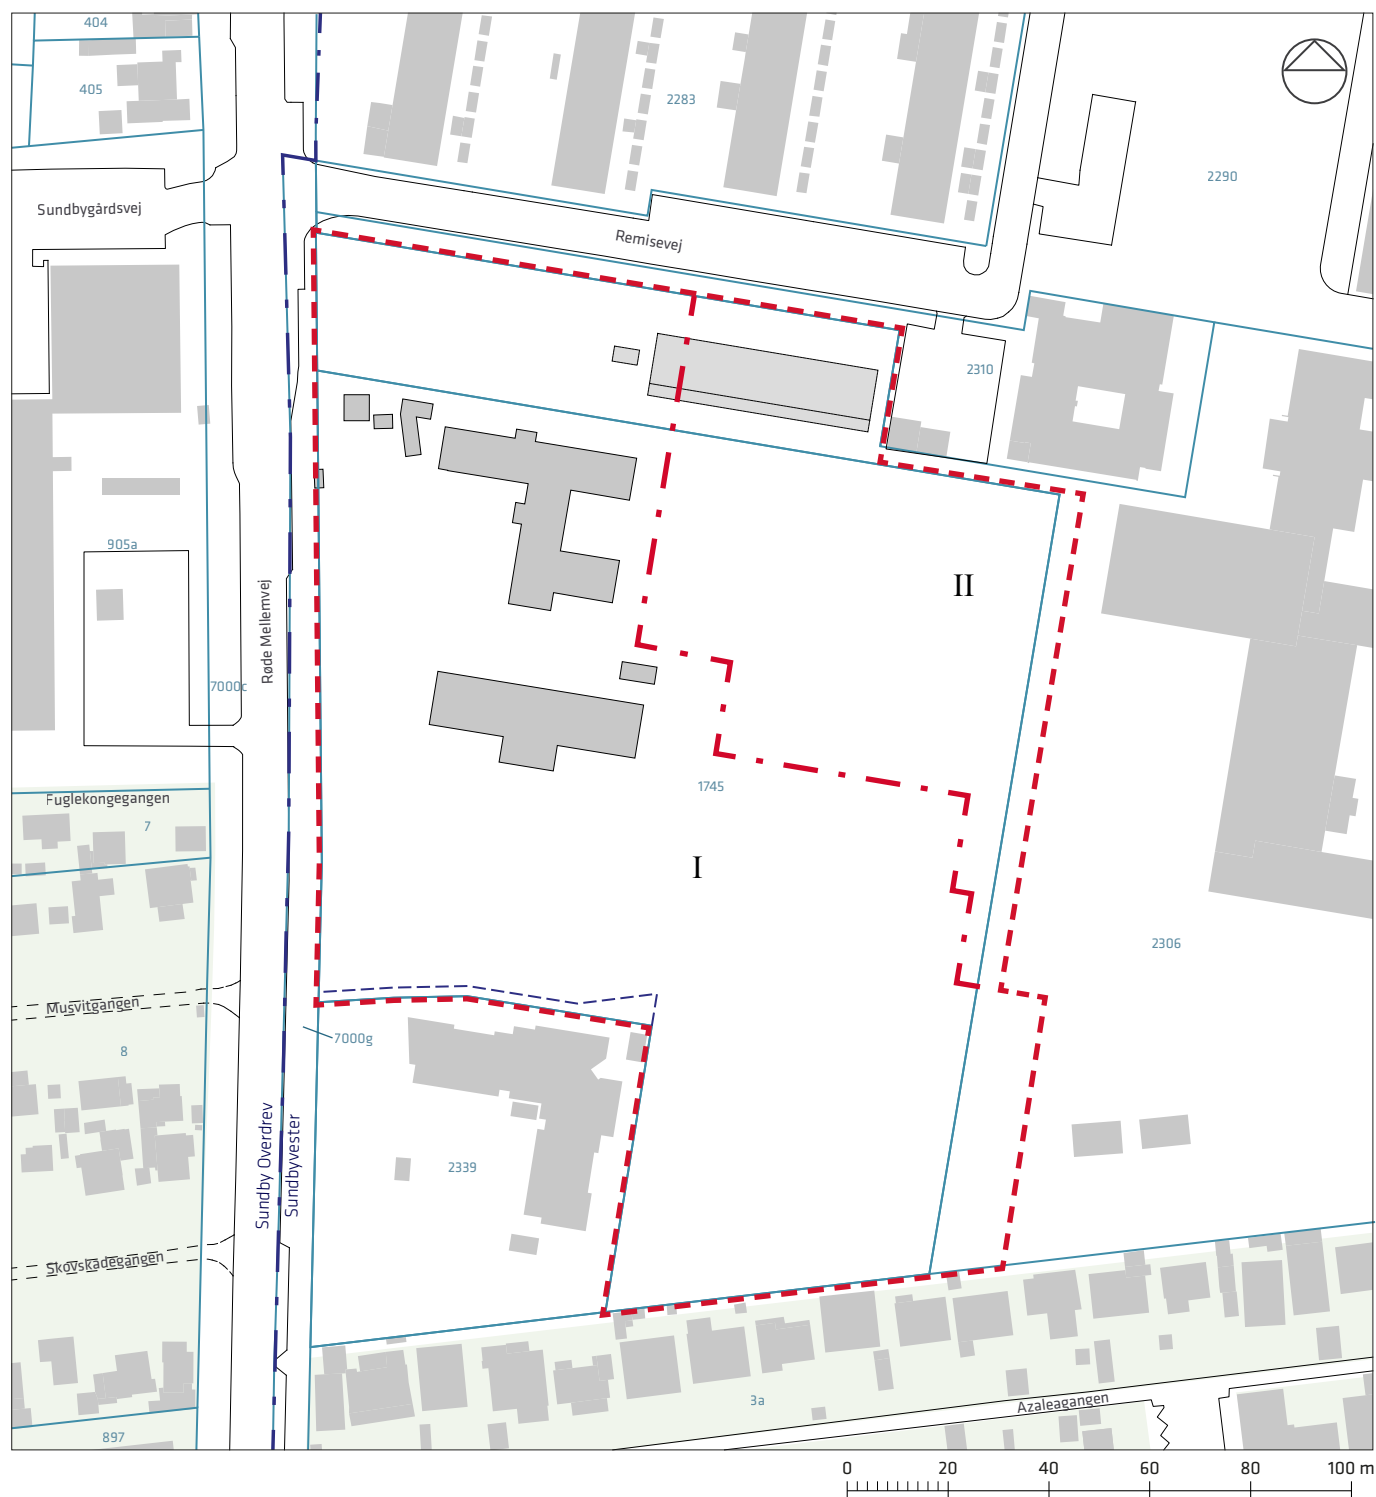 404
405
2283
2290
Sundbygårdsvej
Remisevej
2310
905a
II
Røde Mellemvej
7000c
1745
Fuglekongegangen
7
I
2306
Musvitgangen
7000g
8
Sundby Overdrev
Sundbyvester
2339
Skovskadegangen
3a
Azaleagangen
897
0 20 40 60 80 100 m